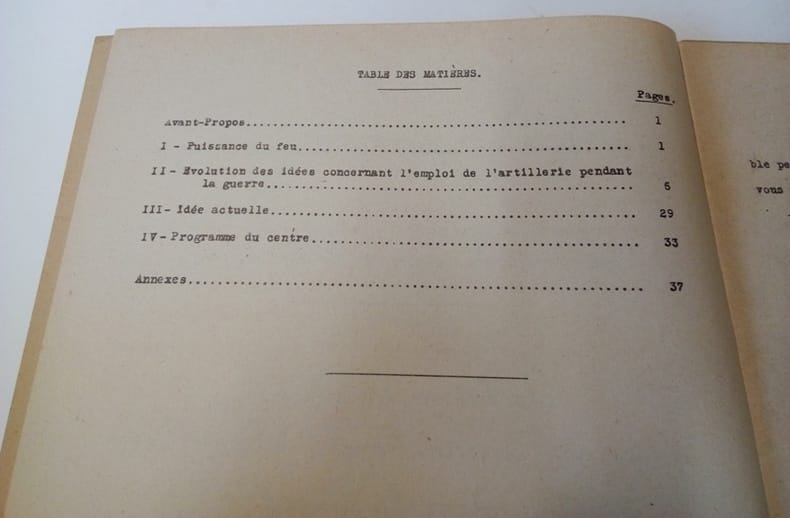 TABLE DES MATIÈRES.
Pages.
Avant-Propos.......................................................... 1
I - Puissance du feu.................................................. 1
II - Evolution des idées concernant l'emploi de l'artillerie pendant
la guerre................................................... 5
III- Idée actuelle.................................................... 29
IV - Programme du centre.............................................. 33
Annexes............................................................... 37
ble pe
vous